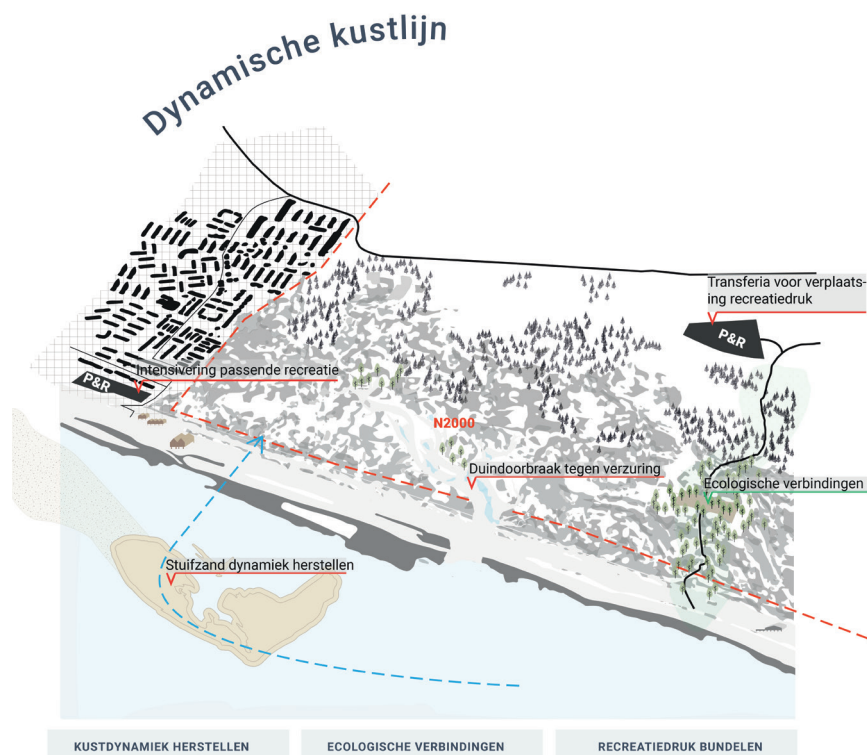 Dynamische kustlijn
Transferia voor verplaats-
ing recreatiedruk
P&R
Intensivering passende recreatie
P&R
N2000
Duindoorbraak tegen verzuring
Ecologische verbindingen
Stuifzand dynamiek herstellen
KUSTDYNAMIEK HERSTELLEN
ECOLOGISCHE VERBINDINGEN
RECREATIEDRUK BUNDELEN